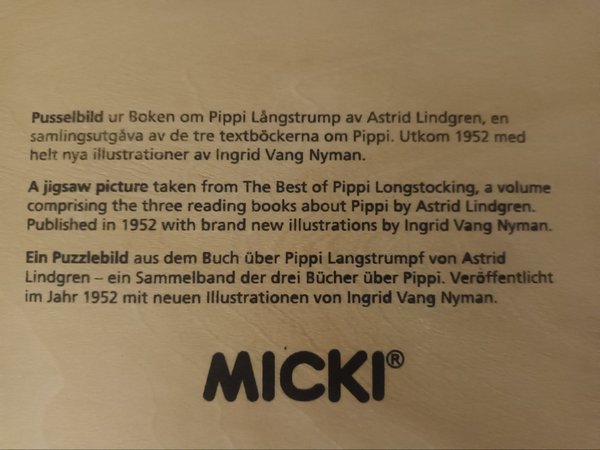 Pusselbild ur Boken om Pippi Långstrump av Astrid Lindgren, en
samlingsutgåva av de tre textböckerna om Pippi. Utkom 1952 med
helt nya illustrationer av Ingrid Vang Nyman.
A jigsaw picture taken from The Best of Pippi Longstocking, a volume
comprising the three reading books about Pippi by Astrid Lindgren.
Published in 1952 with brand new illustrations by Ingrid Vang Nyman.
Ein Puzzlebild aus dem Buch über Pippi Langstrumpf von Astrid
Lindgren – ein Sammelband der drei Bücher über Pippi. Veröffentlicht
im Jahr 1952 mit neuen Illustrationen von Ingrid Vang Nyman.
MICKI®